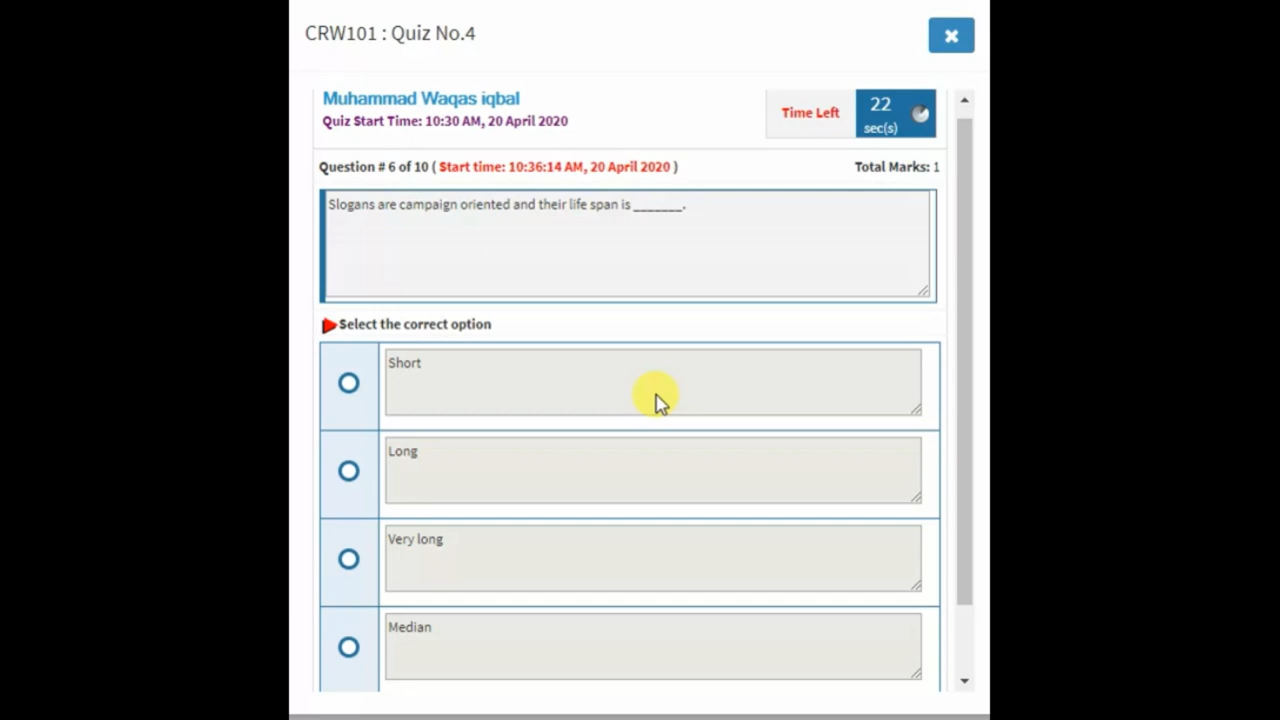 CRW101 : Quiz No.4
Muhammad Waqas iqbal
Quiz Start Time: 10:30 AM, 20 April 2020
Time Left
22
sec(s)
Question # 6 of 10 ( Start time: 10:36:14 AM, 20 April 2020 )
Total Marks: 1
Slogans are campaign oriented and their life span is _______.
Select the correct option
Short
Long
Very long
Median